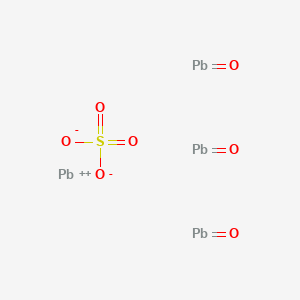 Pb=O
O
O - S = O
Pb=O
Pb ++ O -
Pb=O